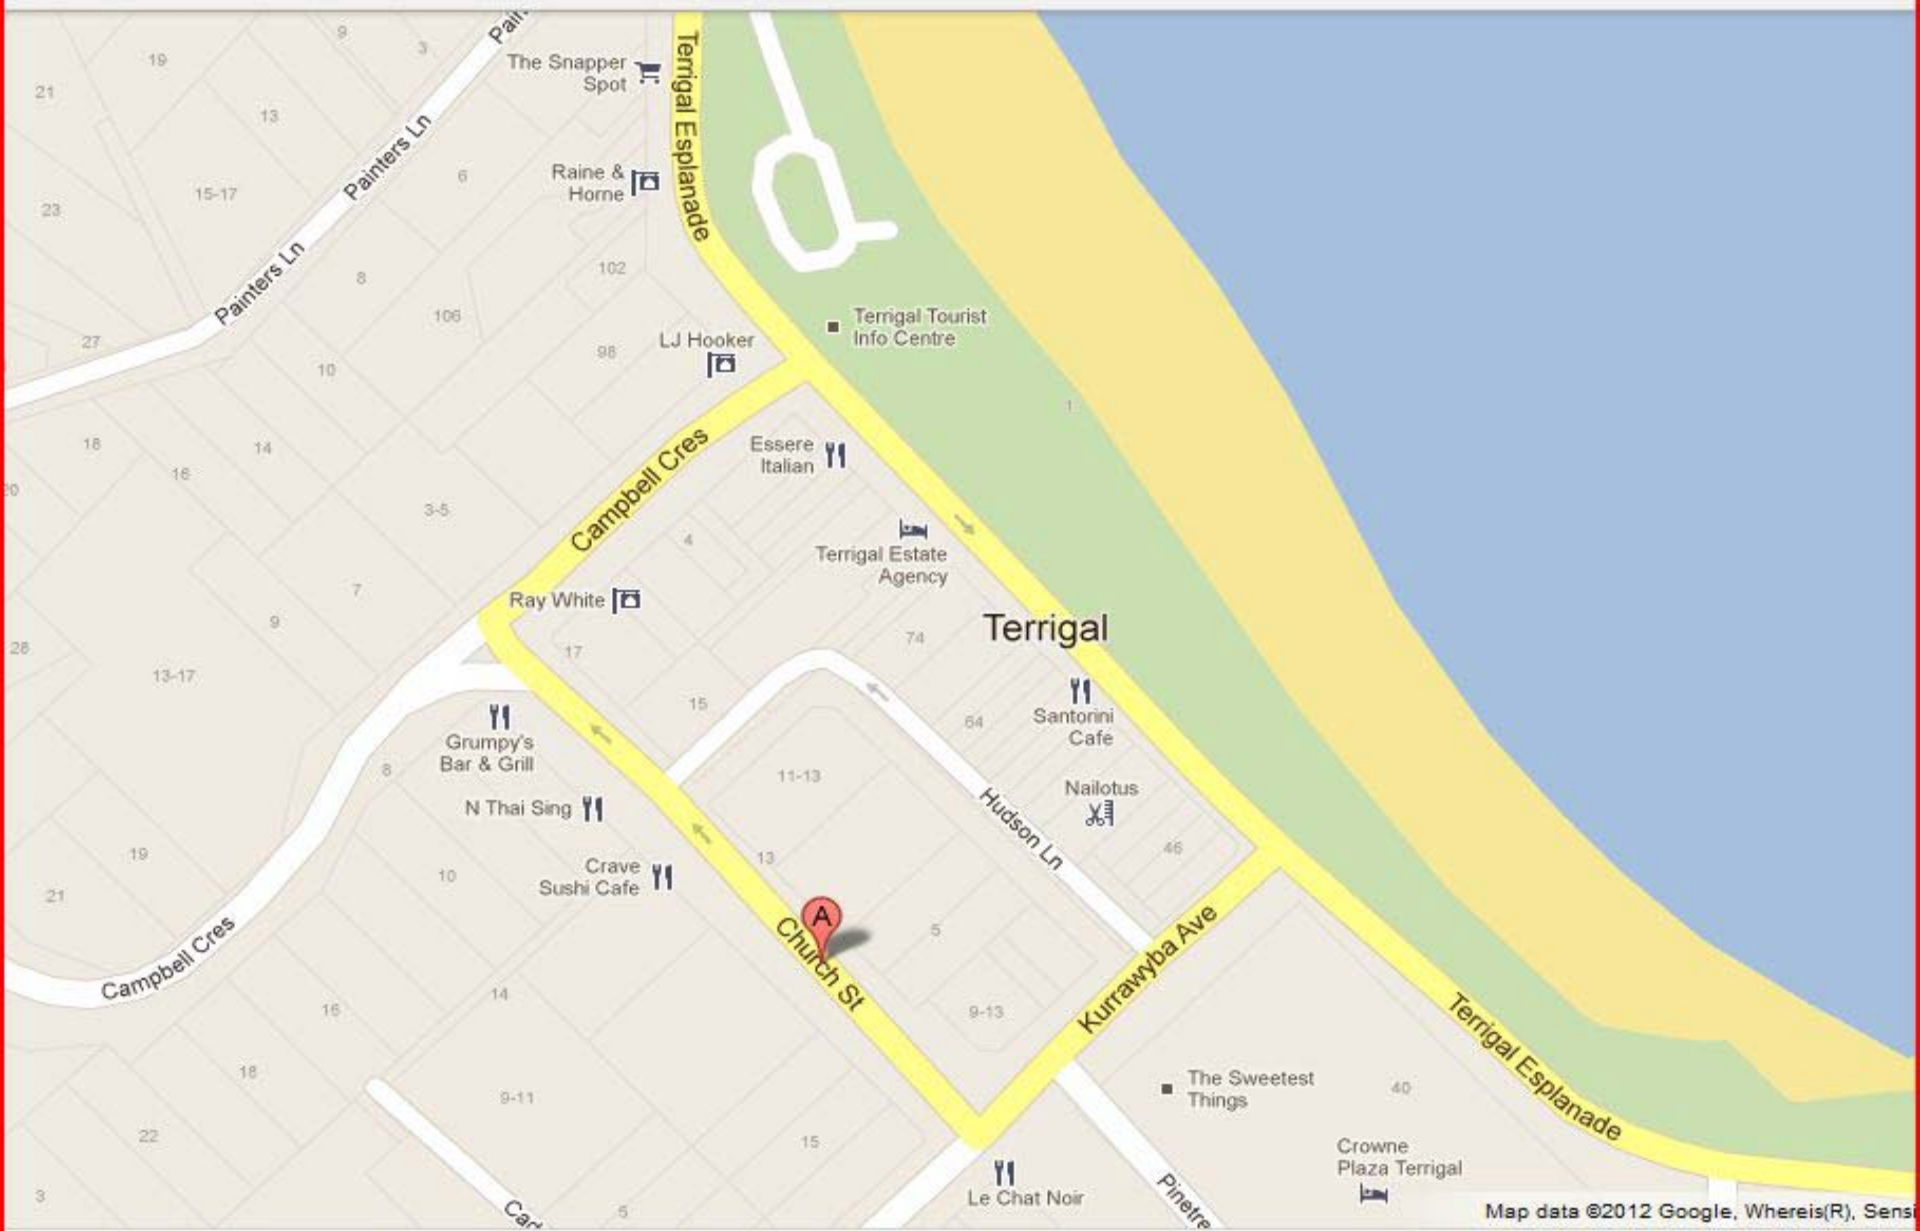 Terrigal Esplanade
The Snapper
Spot
9
3
19
21
13
Painters Ln
Raine &
Horne
6
15-17
23
Painters Ln
102
8
106
Terrigal Tourist
Info Centre
LJ Hooker
27
98
10
1
18
14
16
Campbell Cres
Essere
Italian
20
3-5
4
Terrigal Estate
Agency
7
Ray White
9
Terrigal
28
74
17
13-17
15
64
Santorini
Cafe
Grumpy's
Bar & Grill
8
11-13
Nailotus
N Thai Sing
Hudson Ln
46
19
13
Crave
Sushi Cafe
10
21
A
Church St
5
Kurrawyba Ave
Campbell Cres
14
16
9-13
Terrigal Esplanade
18
The Sweetest
Things
40
9-11
22
15
Crowne
Plaza Terrigal
3
Le Chat Noir
5
Map data ©2012 Google, Whereis(R), Sensi